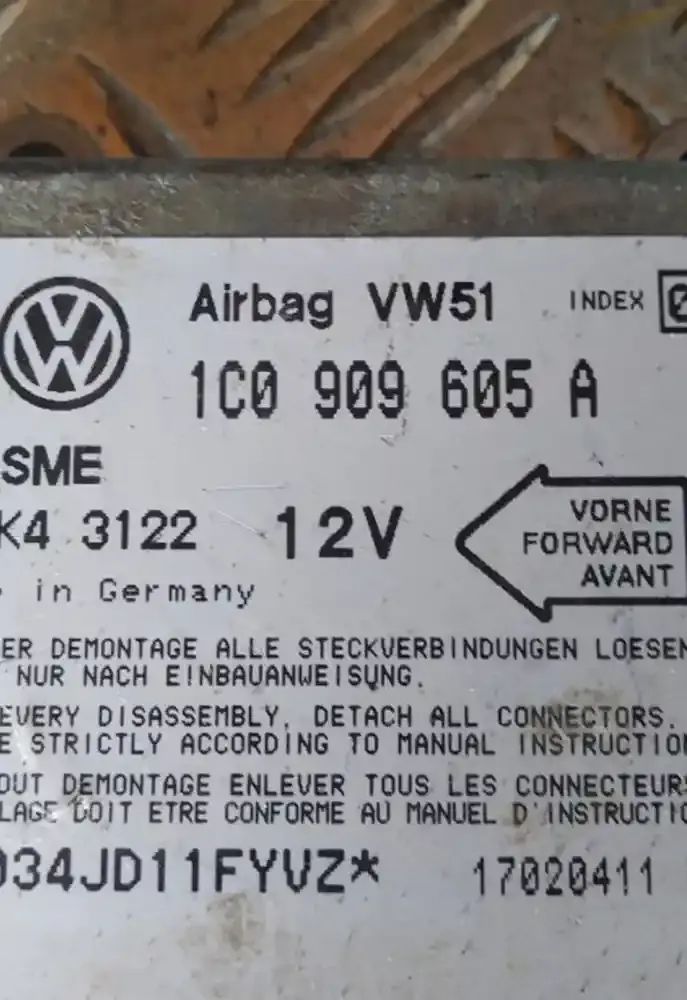 Airbag VW51 INDEX
1C0 909 605 A
SME
K4 3122 12V
VORNE
FORWARD
AVANT
in Germany
ER DEMONTAGE ALLE STECKVERBINDUNGEN LOESEN
NUR NACH EINBAUANWEISUNG.
EVERY DISASSEMBLY, DETACH ALL CONNECTORS.
E STRICTLY ACCORDING TO MANUAL INSTRUCTION
OUT DEMONTAGE ENLEVER TOUS LES CONNECTEURS
LAGE DOIT ETRE CONFORME AU MANUEL D'INSTRUCTIO
034JD11FYVZ* 17020411